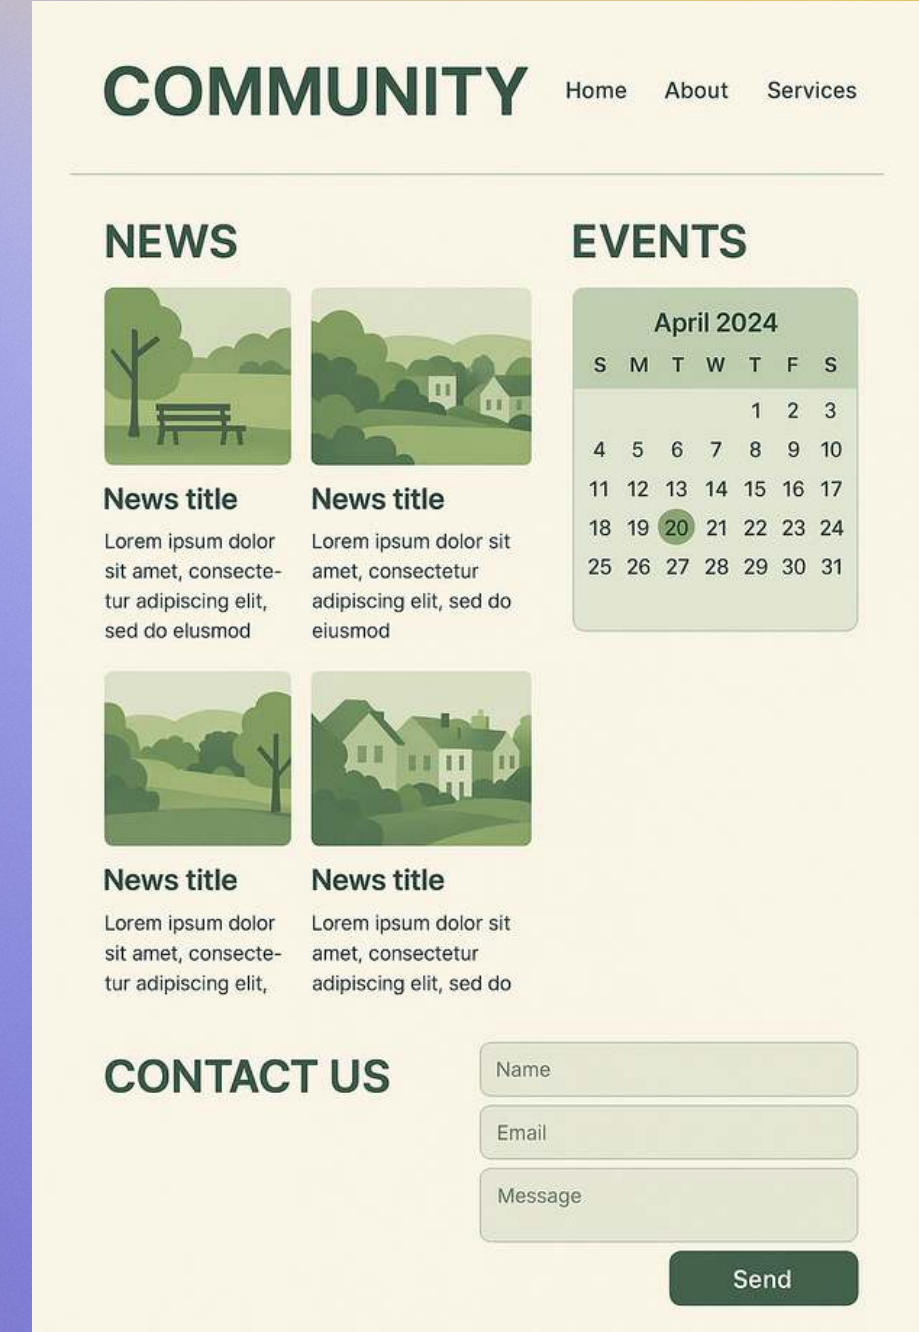 COMMUNITY
Home About Services
NEWS
News title
Lorem ipsum dolor
sit amet, consecte-
tur adipiscing elit,
sed do elusmod
News title
Lorem ipsum dolor sit
amet, consectetur
adipiscing elit, sed do
eiusmod
News title
Lorem ipsum dolor
sit amet, consecte-
tur adipiscing elit,
News title
Lorem ipsum dolor sit
amet, consectetur
adipiscing elit, sed do
EVENTS
April 2024
S M T W T F S
1 2 3
4 5 6 7 8 9 10
11 12 13 14 15 16 17
18 19 20 21 22 23 24
25 26 27 28 29 30 31
CONTACT US
Name
Email
Message
Send